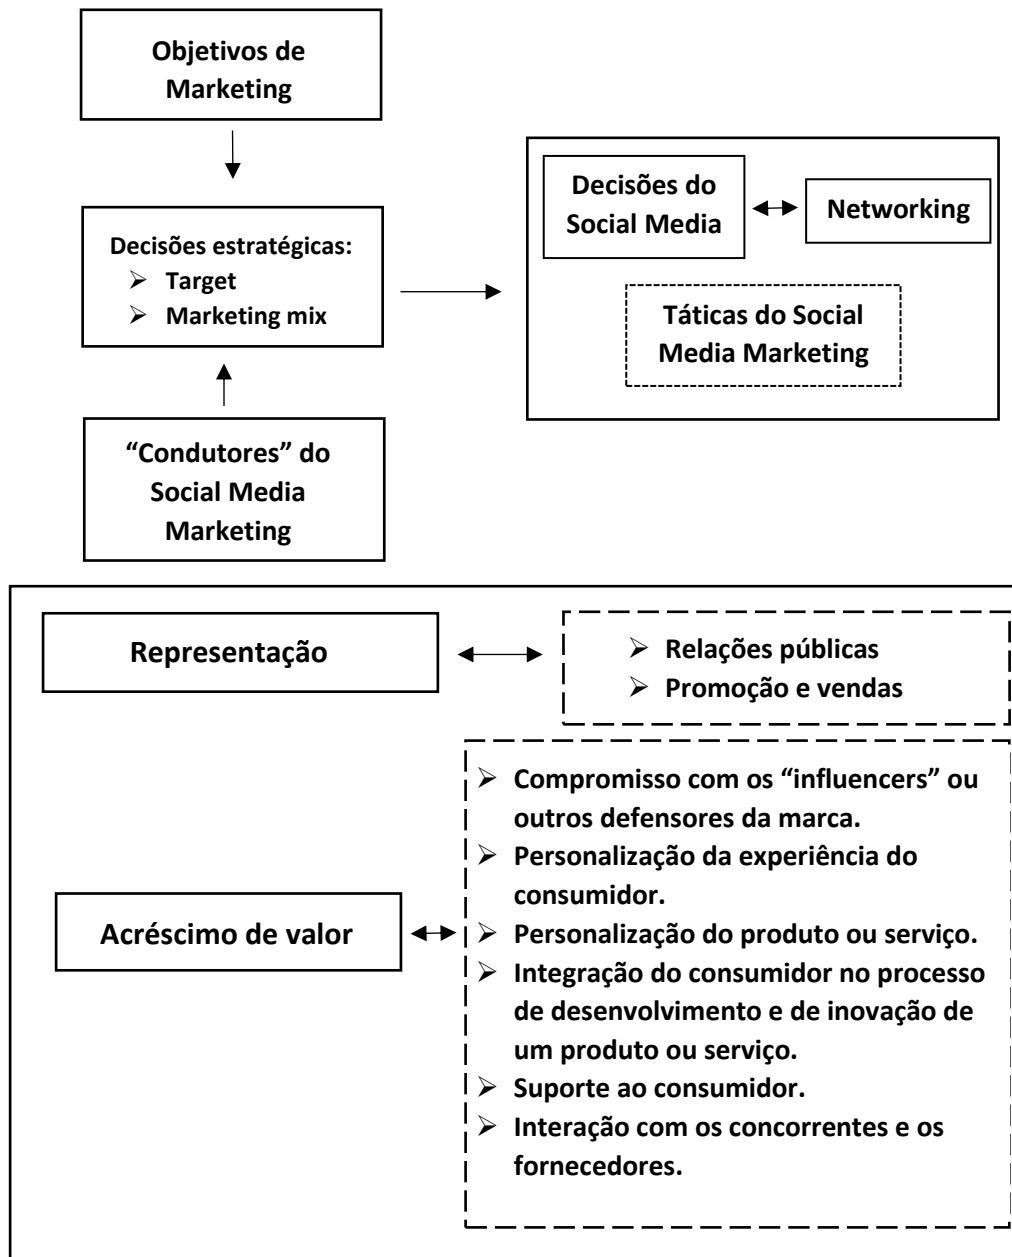 Objetivos de
Marketing
Decisões estratégicas:
➢ Target
➢ Marketing mix
“Condutores” do
Social Media
Marketing
Decisões do
Social Media
Networking
Táticas do Social
Media Marketing
Representação
➢ Relações públicas
➢ Promoção e vendas
Acréscimo de valor
➢ Compromisso com os “influencers” ou
outros defensores da marca.
➢ Personalização da experiência do
consumidor.
➢ Personalização do produto ou serviço.
➢ Integração do consumidor no processo
de desenvolvimento e de inovação de
um produto ou serviço.
➢ Suporte ao consumidor.
➢ Interação com os concorrentes e os
fornecedores.